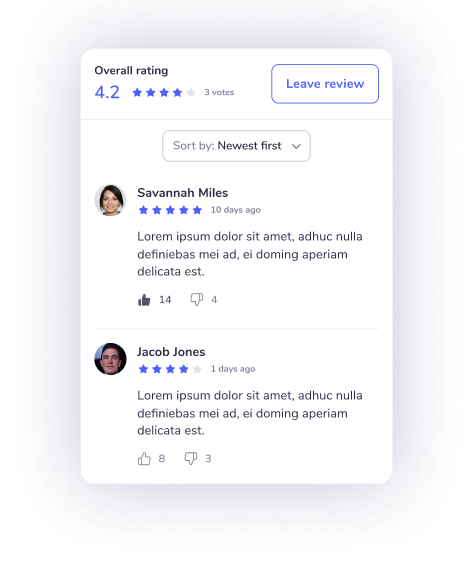 Overall rating
4.2 3 votes
Leave review
Sort by: Newest first
Savannah Miles
10 days ago
Lorem ipsum dolor sit amet, adhuc nulla
definiebas mei ad, ei doming aperiam
delicata est.
14 4
Jacob Jones
1 days ago
Lorem ipsum dolor sit amet, adhuc nulla
definiebas mei ad, ei doming aperiam
delicata est.
8 3